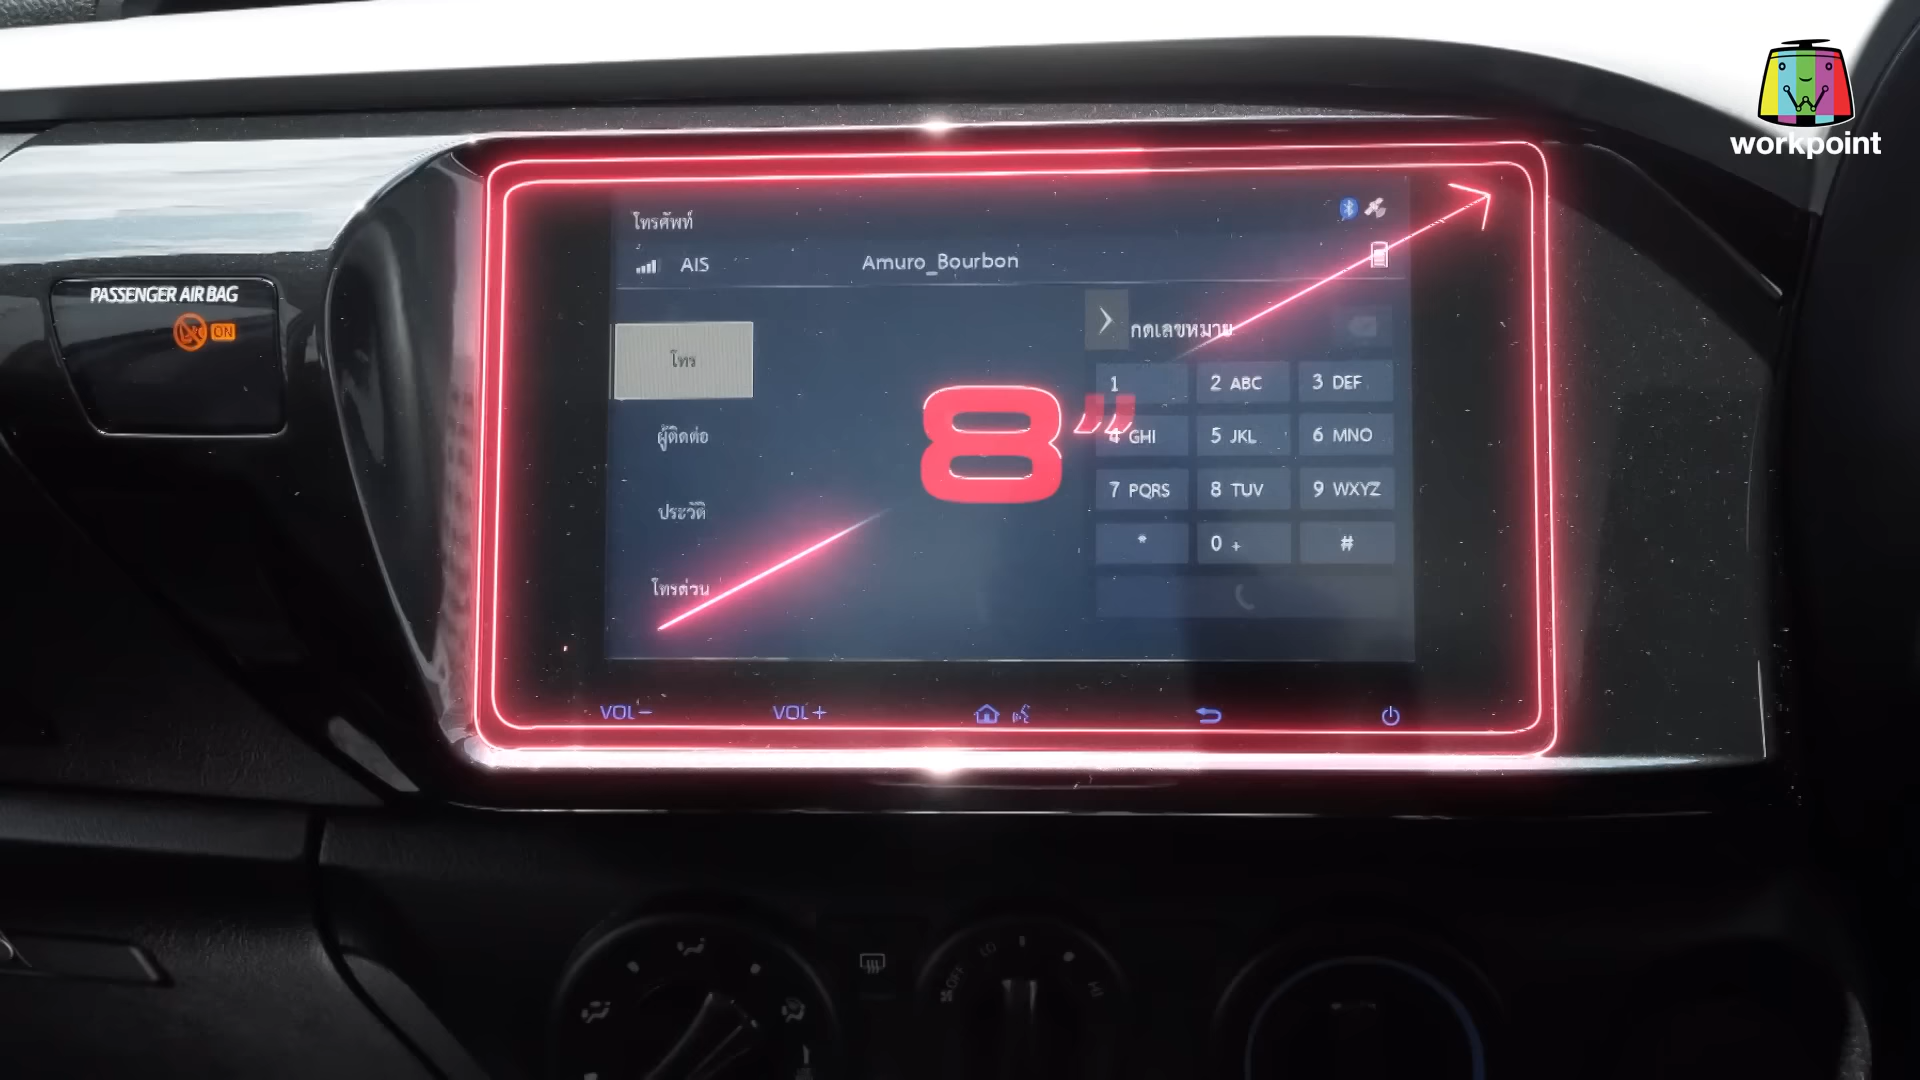 workpoint
PASSENGER AIR BAG
ON
โทรศัพท์
AIS
Amuro_Bourbon
โทร
กดเลขหมาย
1
2 ABC
3 DEF
8”
ผู้ติดต่อ
4 GHI
5 JKL
6 MNO
ประวัติ
7 PQRS
8 TUV
9 WXYZ
*
0 +
#
โทรด่วน
VOL−
VOL+
OFF
LO
HI